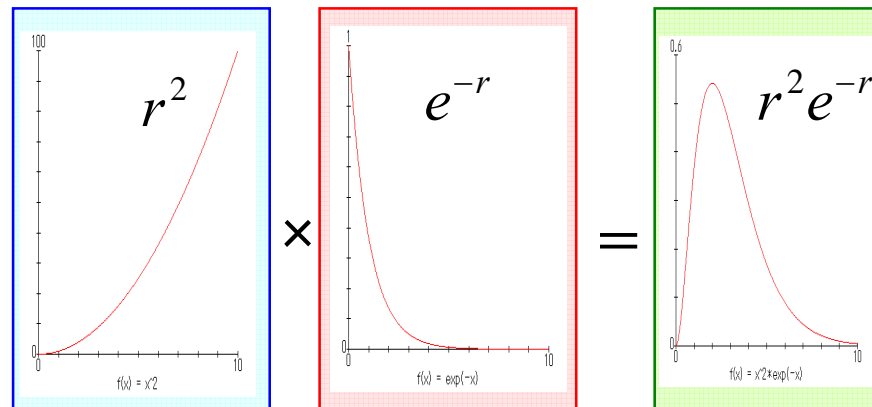 100
r²
0
0
10
f(x) = x^2
×
1
e⁻ʳ
0
0
10
f(x) = exp(-x)
=
0.6
r²e⁻ʳ
0
0
10
f(x) = x^2*exp(-x)